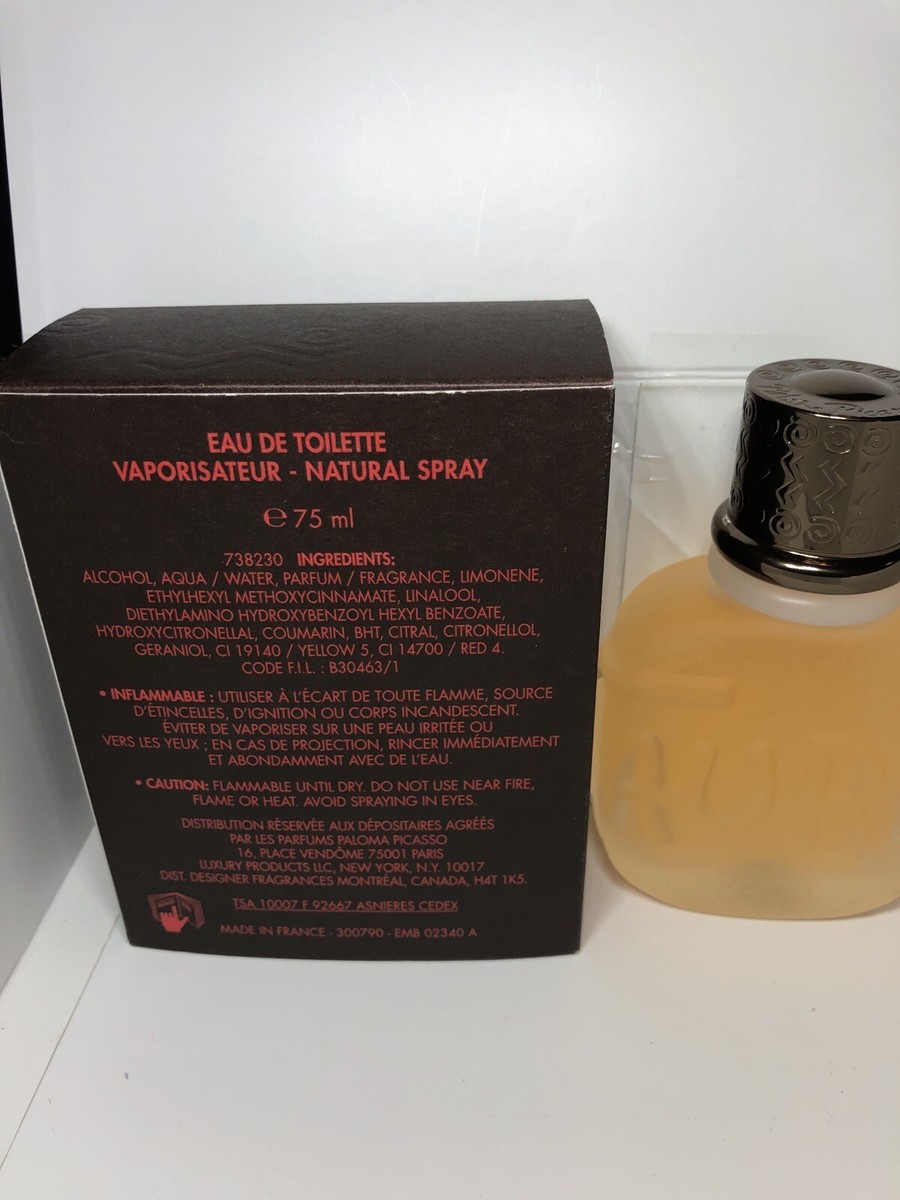 EAU DE TOILETTE
VAPORISATEUR - NATURAL SPRAY
℮ 75 ml
738230 INGREDIENTS:
ALCOHOL, AQUA / WATER, PARFUM / FRAGRANCE, LIMONENE,
ETHYLHEXYL METHOXYCINNAMATE, LINALOOL,
DIETHYLAMINO HYDROXYBENZOYL HEXYL BENZOATE,
HYDROXYCITRONELLAL, COUMARIN, BHT, CITRAL, CITRONELLOL,
GERANIOL, CI 19140 / YELLOW 5, CI 14700 / RED 4.
CODE F.I.L. : B30463/1
• INFLAMMABLE : UTILISER À L'ÉCART DE TOUTE FLAMME, SOURCE
D'ÉTINCELLES, D'IGNITION OU CORPS INCANDESCENT.
ÉVITER DE VAPORISER SUR UNE PEAU IRRITÉE OU
VERS LES YEUX ; EN CAS DE PROJECTION, RINCER IMMÉDIATEMENT
ET ABONDAMMENT AVEC DE L'EAU.
• CAUTION: FLAMMABLE UNTIL DRY. DO NOT USE NEAR FIRE,
FLAME OR HEAT. AVOID SPRAYING IN EYES.
DISTRIBUTION RÉSERVÉE AUX DÉPOSITAIRES AGRÉÉS
PAR LES PARFUMS PALOMA PICASSO
16, PLACE VENDÔME 75001 PARIS
LUXURY PRODUCTS LLC, NEW YORK, N.Y. 10017
DIST. DESIGNER FRAGRANCES MONTRÉAL, CANADA, H4T 1K5.
TSA 10007 F 92667 ASNIERES CEDEX
MADE IN FRANCE - 300790 - EMB 02340 A